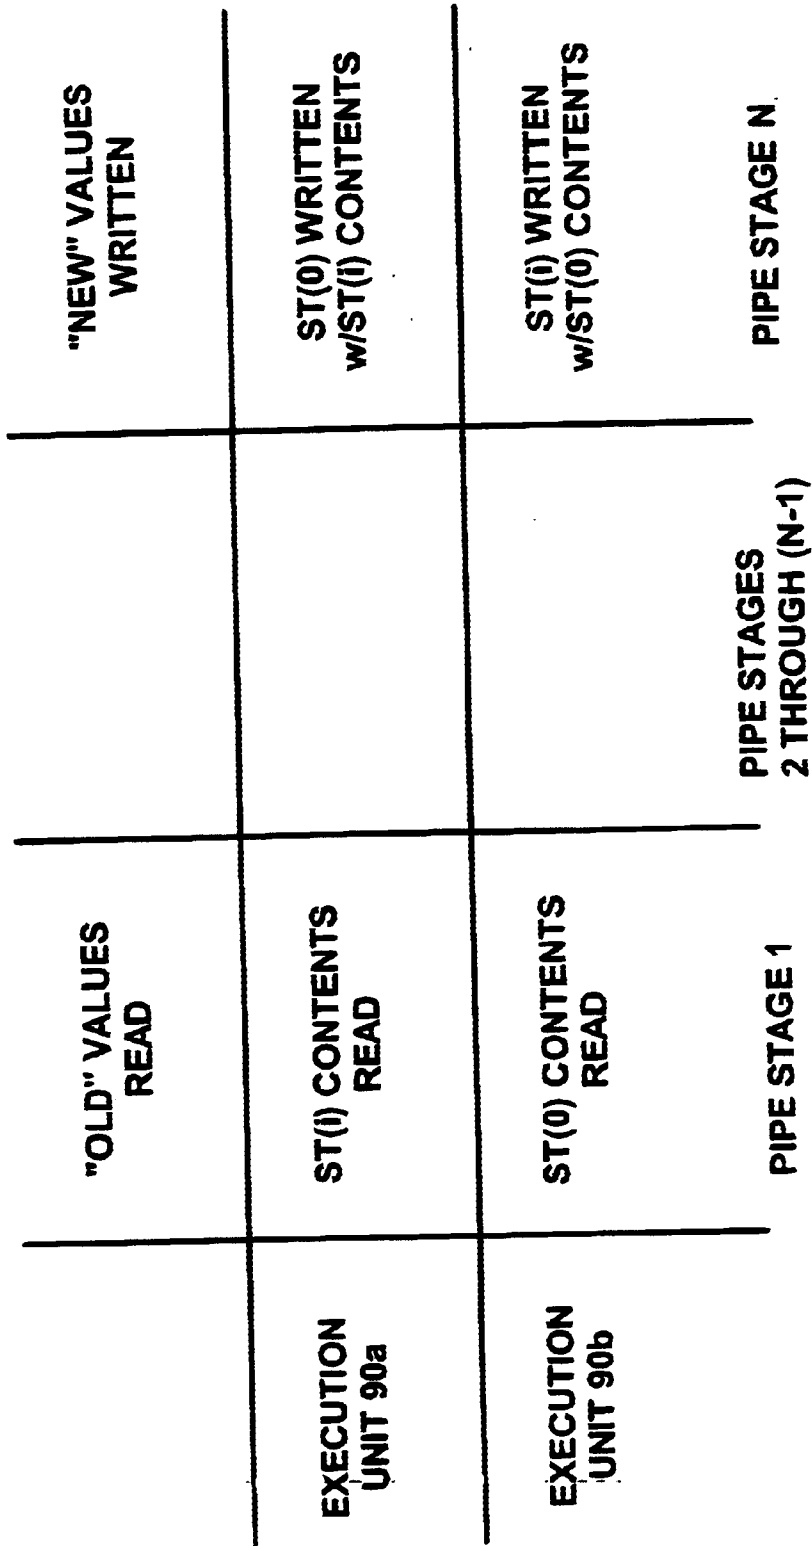 "OLD" VALUES
READ
"NEW" VALUES
WRITTEN
EXECUTION
UNIT 90a
ST(i) CONTENTS
READ
ST(0) WRITTEN
w/ST(i) CONTENTS
EXECUTION
UNIT 90b
ST(0) CONTENTS
READ
ST(i) WRITTEN
w/ST(0) CONTENTS
PIPE STAGE 1
PIPE STAGES
2 THROUGH (N-1)
PIPE STAGE N